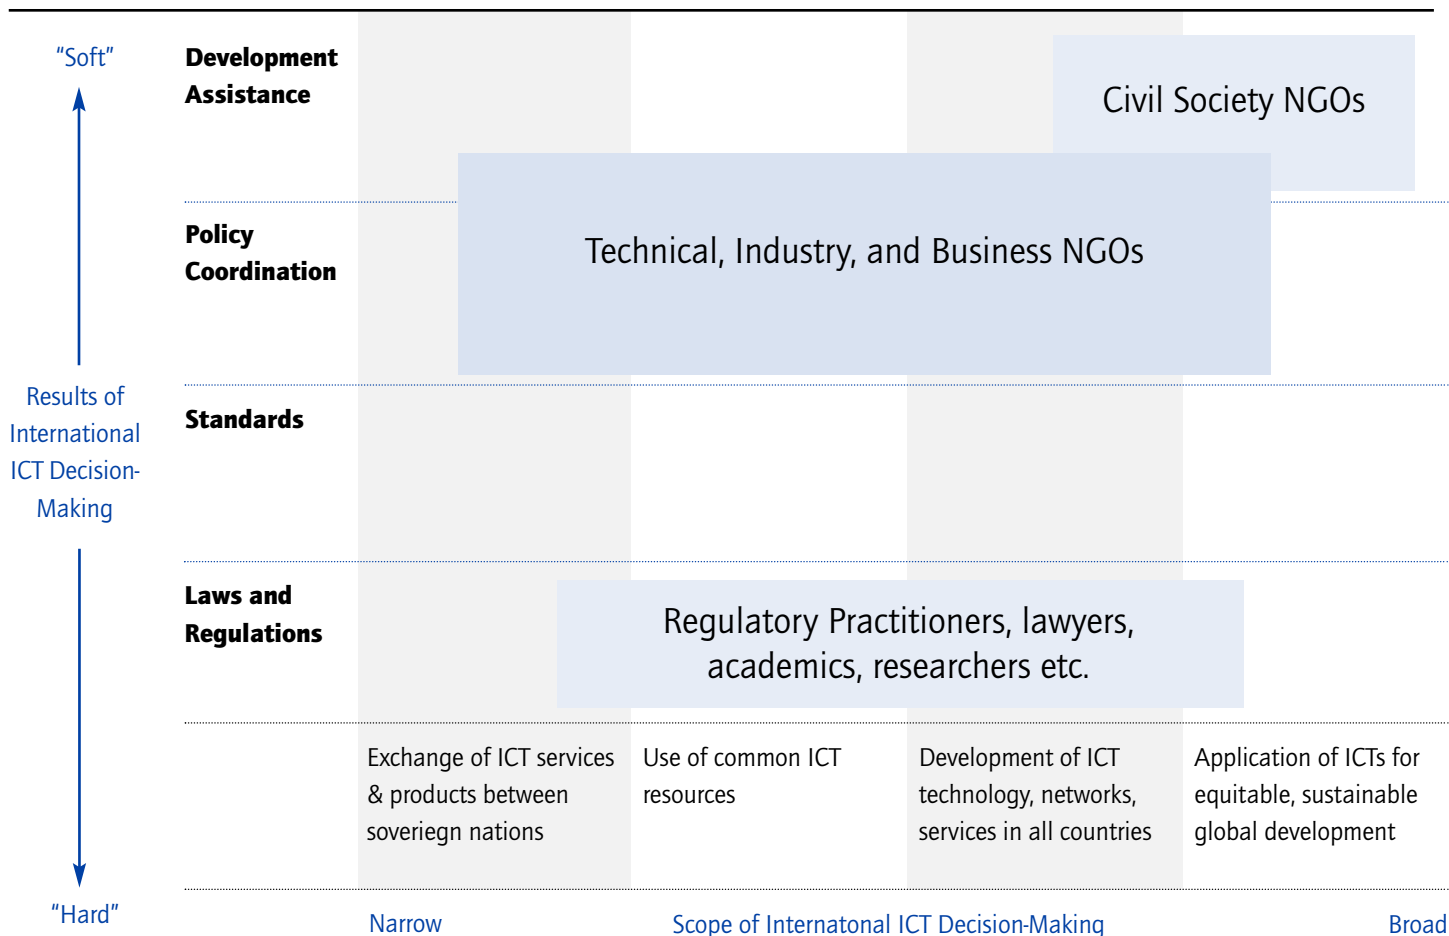 “Soft”
Development
Assistance
Civil Society NGOs
Policy
Coordination
Technical, Industry, and Business NGOs
Results of
International
ICT Decision-
Making
Standards
Laws and
Regulations
Regulatory Practitioners, lawyers,
academics, researchers etc.
Exchange of ICT services
& products between
soveriegn nations
Use of common ICT
resources
Development of ICT
technology, networks,
services in all countries
Application of ICTs for
equitable, sustainable
global development
“Hard”
Narrow
Scope of Internatonal ICT Decision-Making
Broad